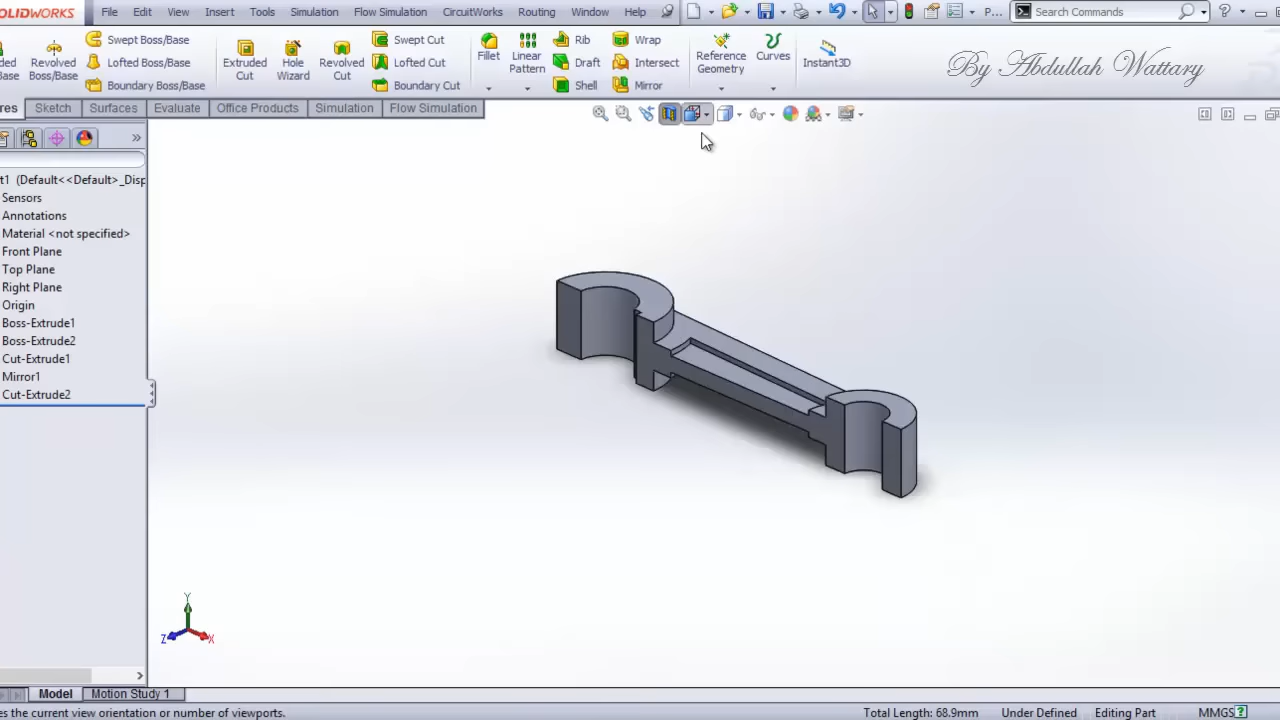 OLIDWORKS File Edit View Insert Tools Simulation Flow Simulation CircuitWorks Routing Window Help P... Search Commands
Revolved Boss/Base
Swept Boss/Base
Lofted Boss/Base
Boundary Boss/Base
Extruded Cut
Hole Wizard
Revolved Cut
Swept Cut
Lofted Cut
Boundary Cut
Fillet
Linear Pattern
Rib
Draft
Shell
Wrap
Intersect
Mirror
Reference Geometry
Curves
Instant3D
By Abdullah Wattary
res Sketch Surfaces Evaluate Office Products Simulation Flow Simulation
t1 (Default<<Default>_Disp
Sensors
Annotations
Material <not specified>
Front Plane
Top Plane
Right Plane
Origin
Boss-Extrude1
Boss-Extrude2
Cut-Extrude1
Mirror1
Cut-Extrude2
Y
Z X
Model Motion Study 1
es the current view orientation or number of viewports. Total Length: 68.9mm Under Defined Editing Part MMGS